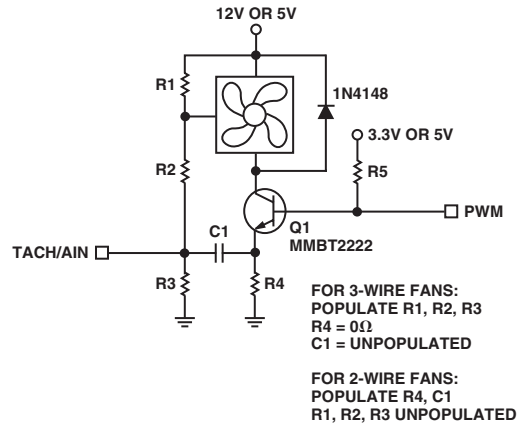 12V OR 5V
R1
1N4148
3.3V OR 5V
R2
R5
Q1
MMBT2222
PWM
TACH/AIN
C1
R3
R4
FOR 3-WIRE FANS:
POPULATE R1, R2, R3
R4 = 0Ω
C1 = UNPOPULATED
FOR 2-WIRE FANS:
POPULATE R4, C1
R1, R2, R3 UNPOPULATED